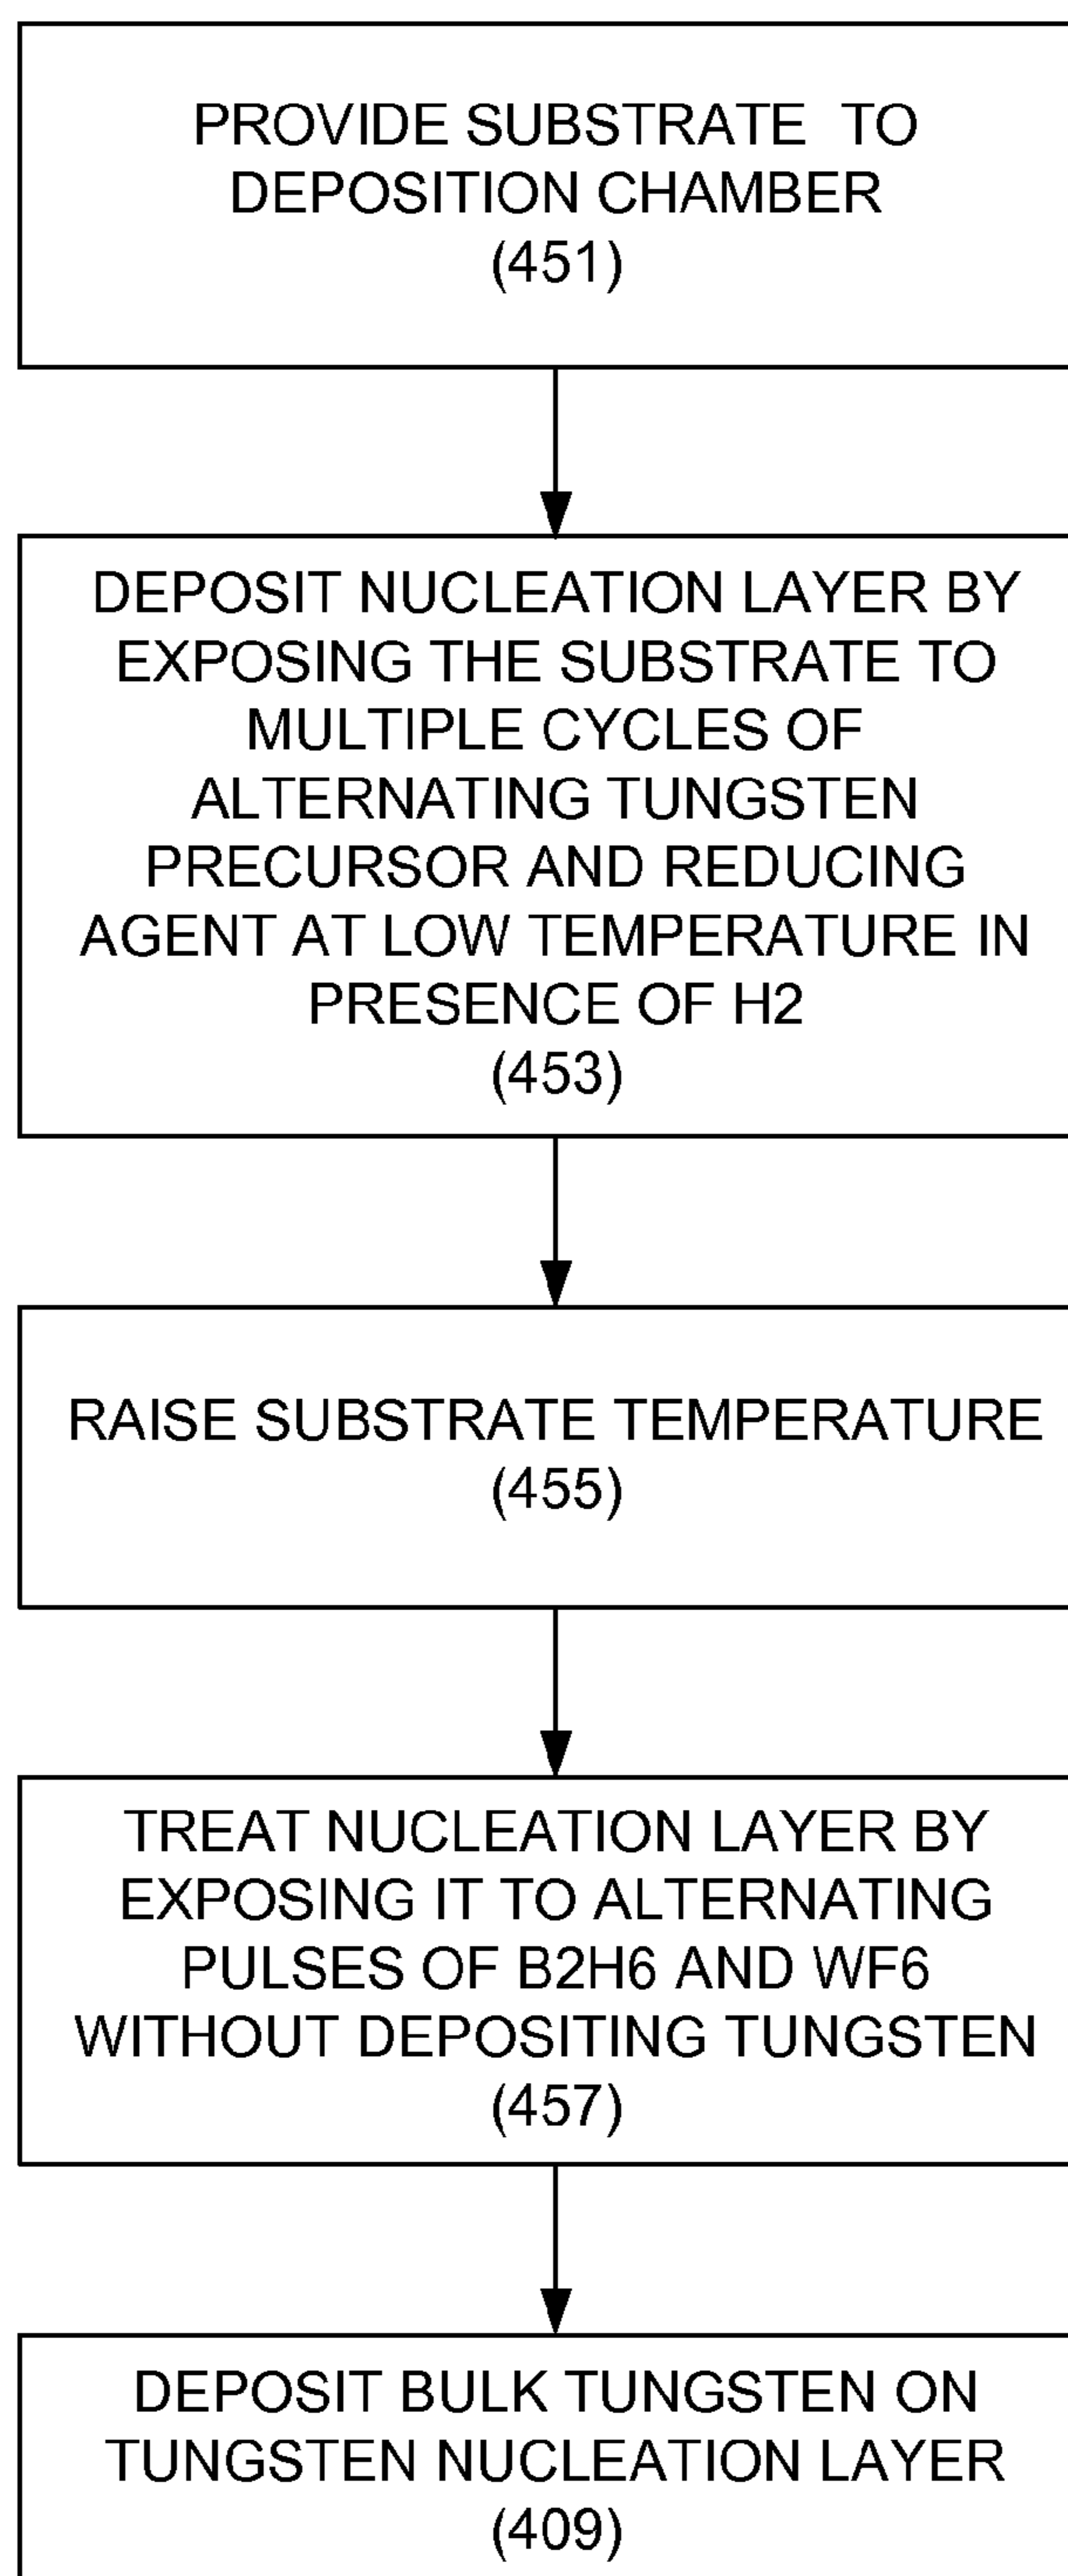 PROVIDE SUBSTRATE TO
DEPOSITION CHAMBER
(451)
DEPOSIT NUCLEATION LAYER BY
EXPOSING THE SUBSTRATE TO
MULTIPLE CYCLES OF
ALTERNATING TUNGSTEN
PRECURSOR AND REDUCING
AGENT AT LOW TEMPERATURE IN
PRESENCE OF H2
(453)
RAISE SUBSTRATE TEMPERATURE
(455)
TREAT NUCLEATION LAYER BY
EXPOSING IT TO ALTERNATING
PULSES OF B2H6 AND WF6
WITHOUT DEPOSITING TUNGSTEN
(457)
DEPOSIT BULK TUNGSTEN ON
TUNGSTEN NUCLEATION LAYER
(409)